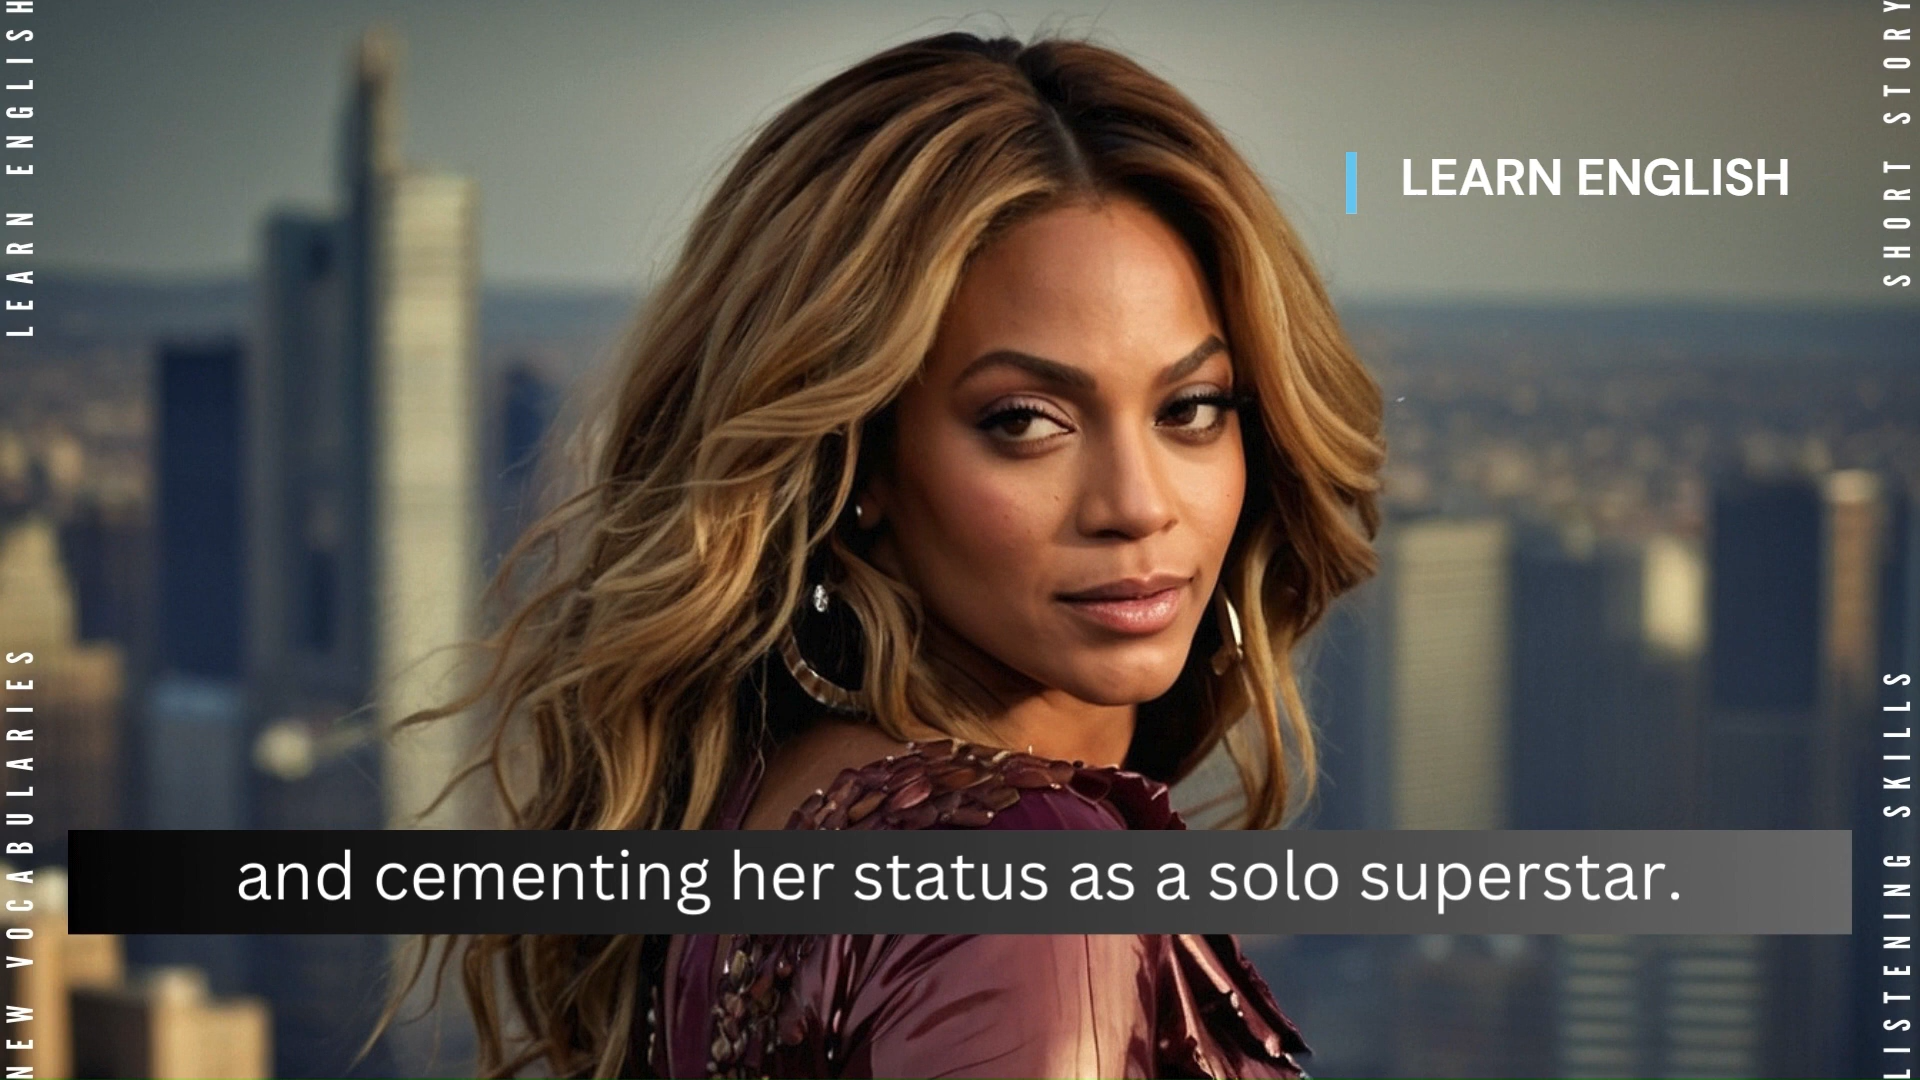 LEARN ENGLISH
SHORT STORY
LEARN ENGLISH
NEW VOCABULARIES
LISTENING SKILLS
and cementing her status as a solo superstar.